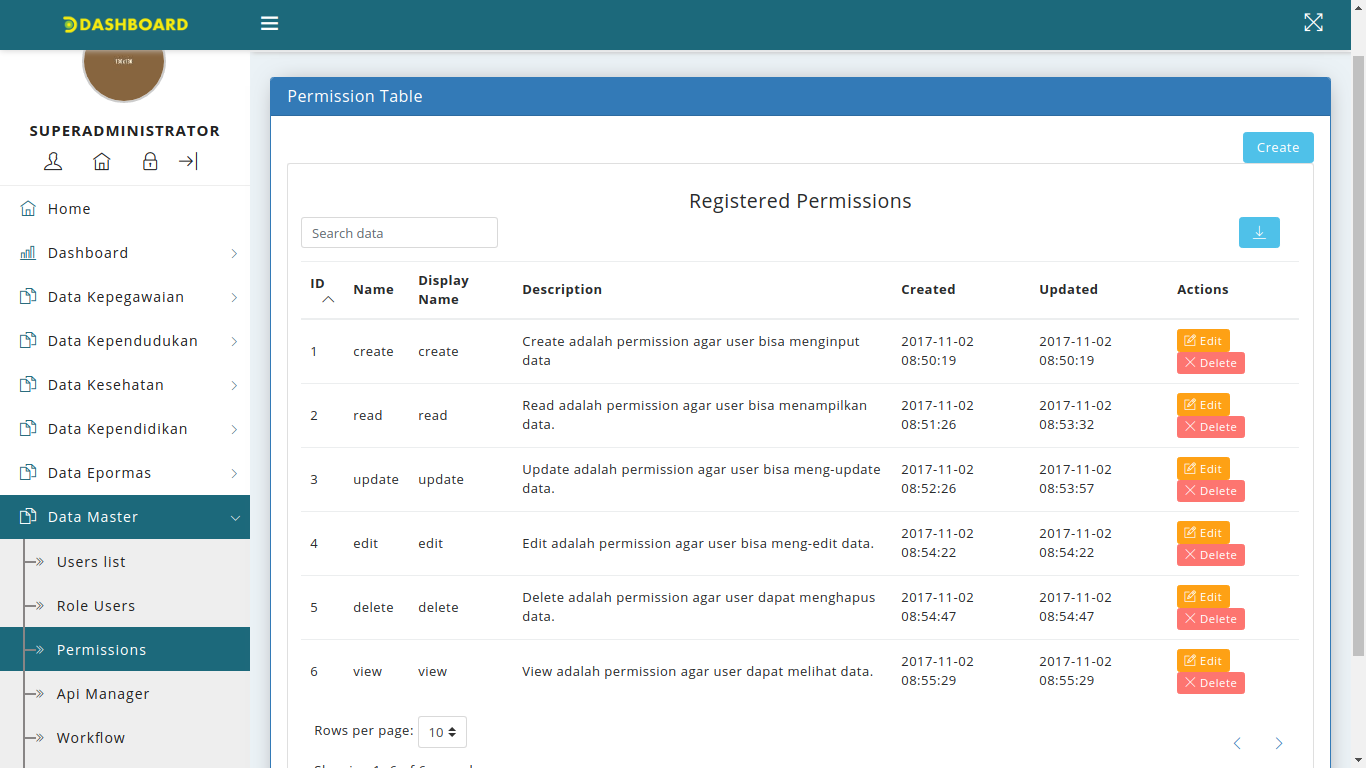 DASHBOARD
SUPERADMINISTRATOR
Home
Dashboard
Data Kepegawaian
Data Kependudukan
Data Kesehatan
Data Kependidikan
Data Epormas
Data Master
Users list
Role Users
Permissions
Api Manager
Workflow
Permission Table
Create
Registered Permissions
Search data
ID Name Display Name Description Created Updated Actions
1 create create Create adalah permission agar user bisa menginput data 2017-11-02 08:50:19 2017-11-02 08:50:19 Edit Delete
2 read read Read adalah permission agar user bisa menampilkan data. 2017-11-02 08:51:26 2017-11-02 08:53:32 Edit Delete
3 update update Update adalah permission agar user bisa meng-update data. 2017-11-02 08:52:26 2017-11-02 08:53:57 Edit Delete
4 edit edit Edit adalah permission agar user bisa meng-edit data. 2017-11-02 08:54:22 2017-11-02 08:54:22 Edit Delete
5 delete delete Delete adalah permission agar user dapat menghapus data. 2017-11-02 08:54:47 2017-11-02 08:54:47 Edit Delete
6 view view View adalah permission agar user dapat melihat data. 2017-11-02 08:55:29 2017-11-02 08:55:29 Edit Delete
Rows per page: 10